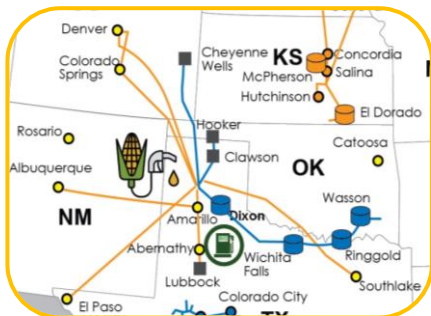 Denver
Colorado
Springs
Cheyenne
Wells
KS
Concordia
McPherson
Salina
Hutchinson
El Dorado
Rosario
Hooker
Clawson
OK
Catoosa
Albuquerque
NM
Amarillo
Dixon
Wasson
Abernathy
Wichita
Falls
Ringgold
Lubbock
Southlake
El Paso
Colorado City